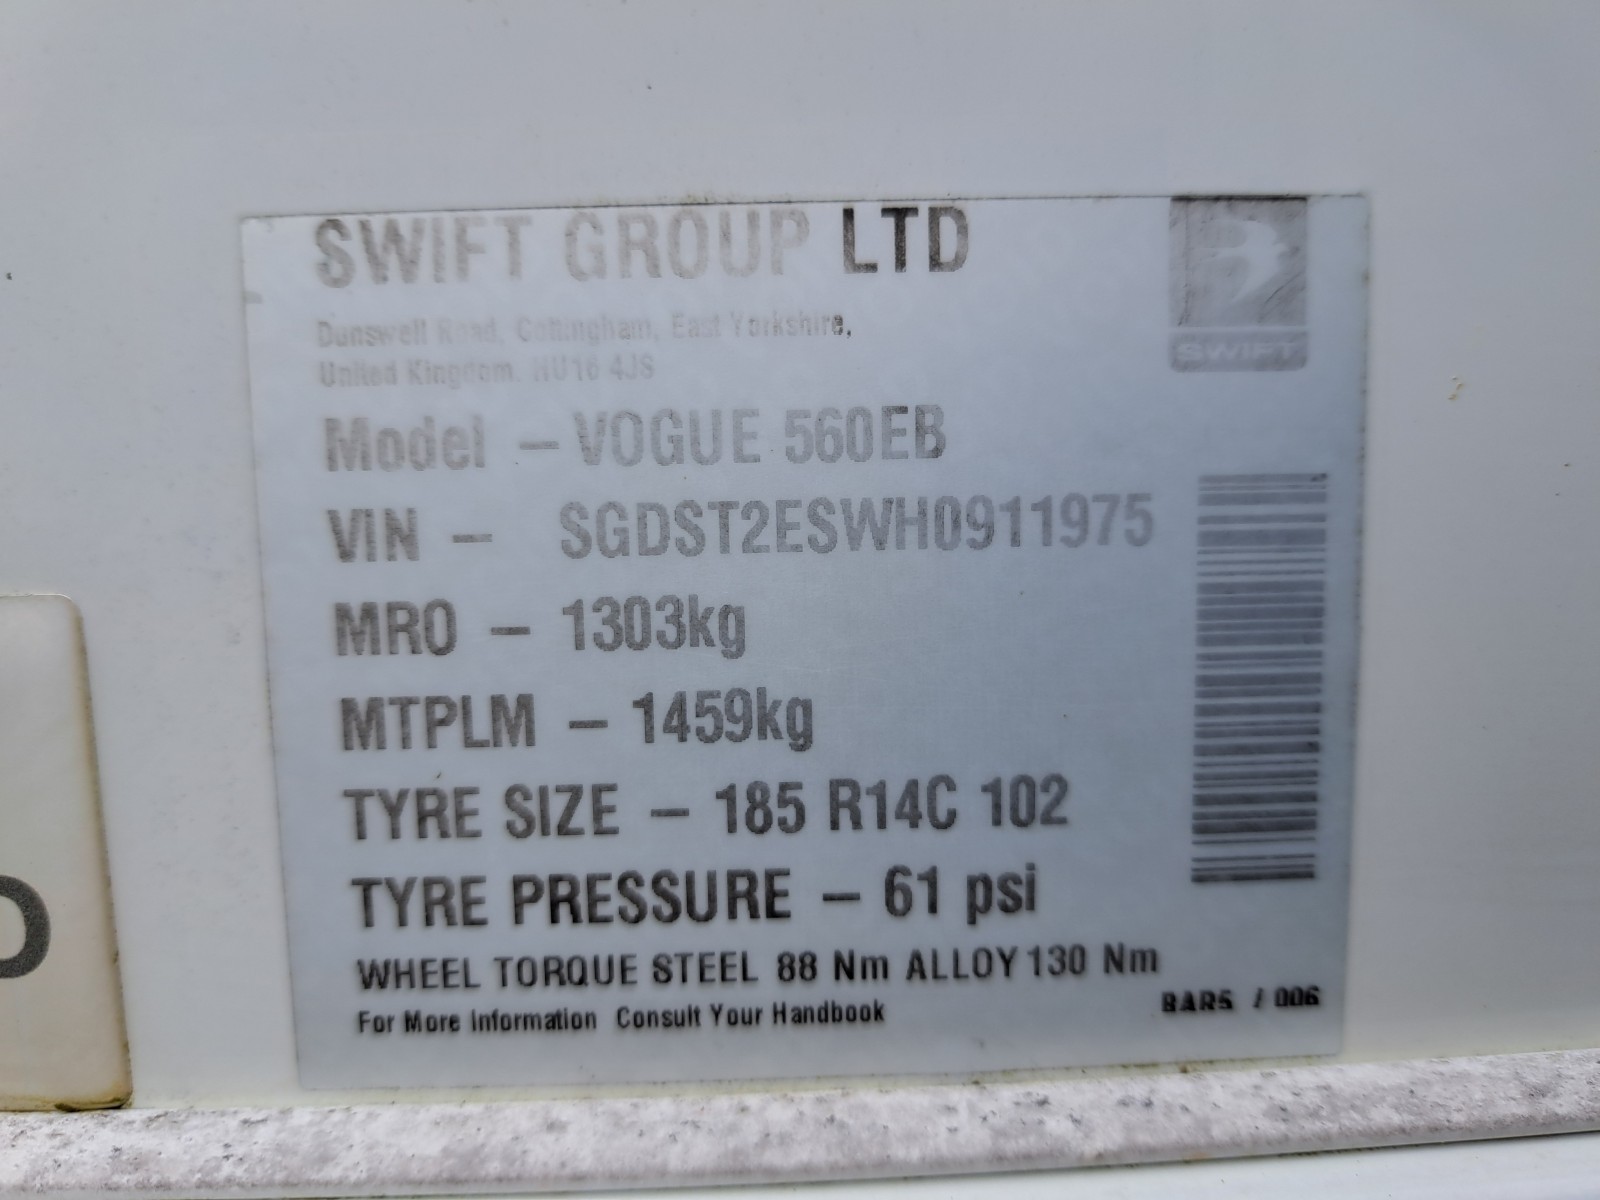 SWIFT GROUP LTD
SWIFT
Dunswell Road, Cottingham, East Yorkshire,
United Kingdom. HU16 4JS
Model – VOGUE 560EB
VIN – SGDST2ESWH0911975
MRO – 1303kg
MTPLM – 1459kg
TYRE SIZE – 185 R14C 102
TYRE PRESSURE – 61 psi
WHEEL TORQUE STEEL 88 Nm ALLOY 130 Nm
For More Information Consult Your Handbook
BAR5 / 006